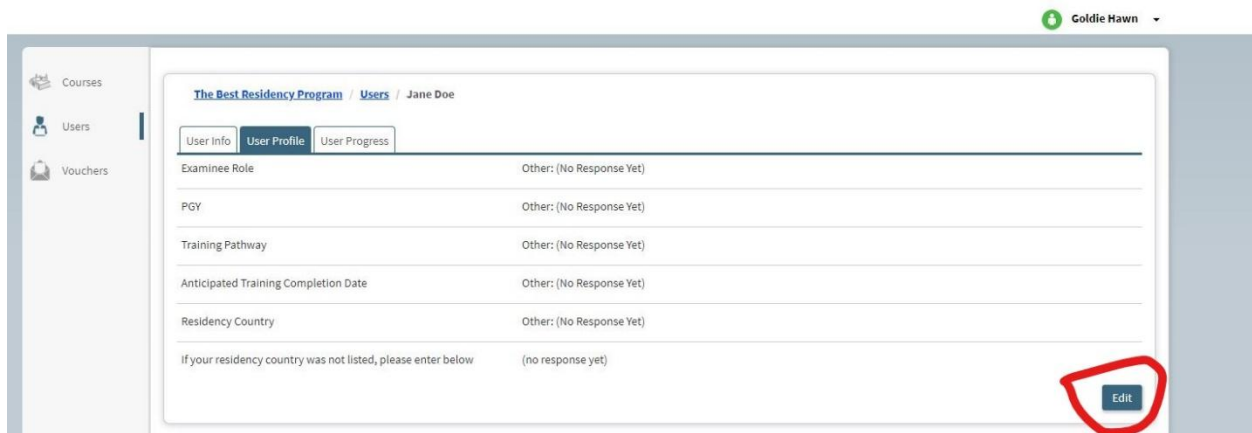 Goldie Hawn
Courses
Users
Vouchers
The Best Residency Program / Users / Jane Doe
User Info User Profile User Progress
Examinee Role Other: (No Response Yet)
PGY Other: (No Response Yet)
Training Pathway Other: (No Response Yet)
Anticipated Training Completion Date Other: (No Response Yet)
Residency Country Other: (No Response Yet)
If your residency country was not listed, please enter below (no response yet)
Edit